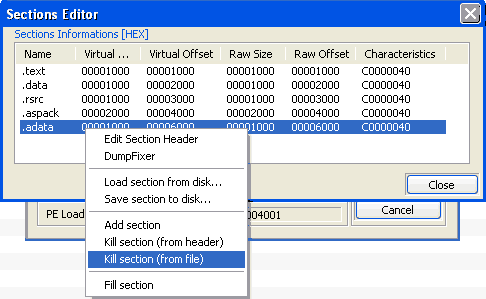 Sections Editor
Sections Informations [HEX]
Name Virtual ... Virtual Offset Raw Size Raw Offset Characteristics
.text 00001000 00001000 00001000 00001000 C0000040
.data 00001000 00002000 00001000 00002000 C0000040
.rsrc 00001000 00003000 00001000 00003000 C0000040
.aspack 00002000 00004000 00002000 00004000 C0000040
.adata 00001000 00006000 00001000 00006000 C0000040
Edit Section Header
DumpFixer
Load section from disk...
Save section to disk...
Close
PE Load 004001 Cancel
Add section
Kill section (from header)
Kill section (from file)
Fill section